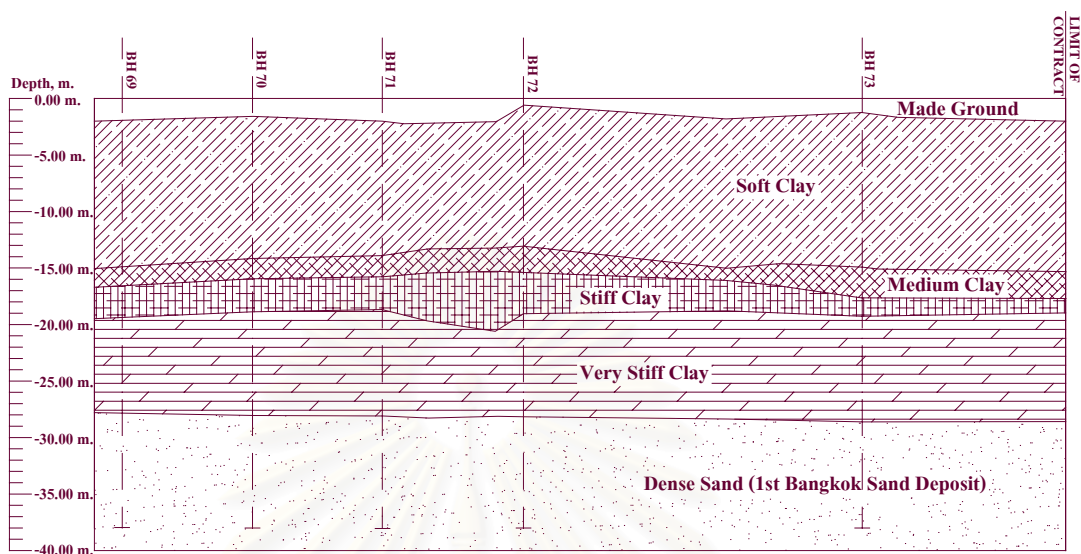 BH 69
BH 70
BH 71
BH 72
BH 73
LIMIT OF
CONTRACT
Depth, m.
0.00 m.
-5.00 m.
-10.00 m.
-15.00 m.
-20.00 m.
-25.00 m.
-30.00 m.
-35.00 m.
-40.00 m.
Made Ground
Soft Clay
Medium Clay
Stiff Clay
Very Stiff Clay
Dense Sand (1st Bangkok Sand Deposit)